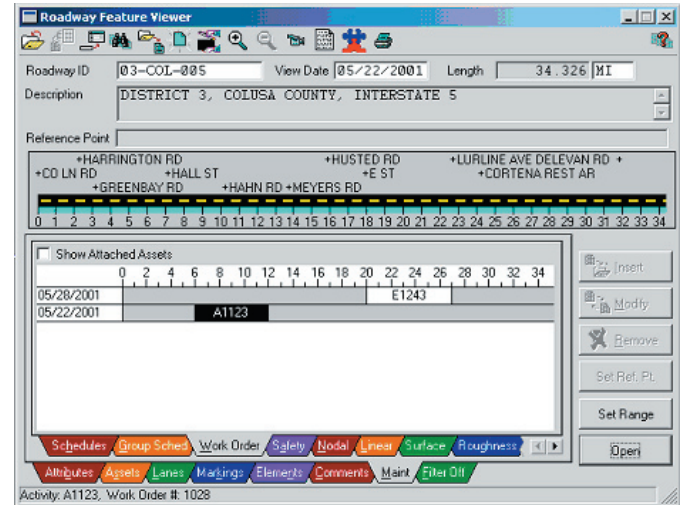 Roadway Feature Viewer
Roadway ID 03-COL-005 View Date 05/22/2001 Length 34.326 MI
Description DISTRICT 3, COLUSA COUNTY, INTERSTATE 5
Reference Point
+HARRINGTON RD +HUSTED RD +LURLINE AVE DELEVAN RD +
+CO LN RD +HALL ST +E ST +CORTENA REST AR
+GREENBAY RD +HAHN RD +MEYERS RD
0 1 2 3 4 5 6 7 8 9 10 11 12 13 14 15 16 17 18 19 20 21 22 23 24 25 26 27 28 29 30 31 32 33 34
Show Attached Assets
0 2 4 6 8 10 12 14 16 18 20 22 24 26 28 30 32 34
05/28/2001 E1243
05/22/2001 A1123
Insert
Modify
Remove
Set Ref. Pt.
Set Range
Open
Schedules Group Sched Work Order Safety Nodal Linear Surface Roughness
Attributes Assets Lanes Markings Elements Comments Maint Filter Off
Activity: A1123, Work Order #: 1028